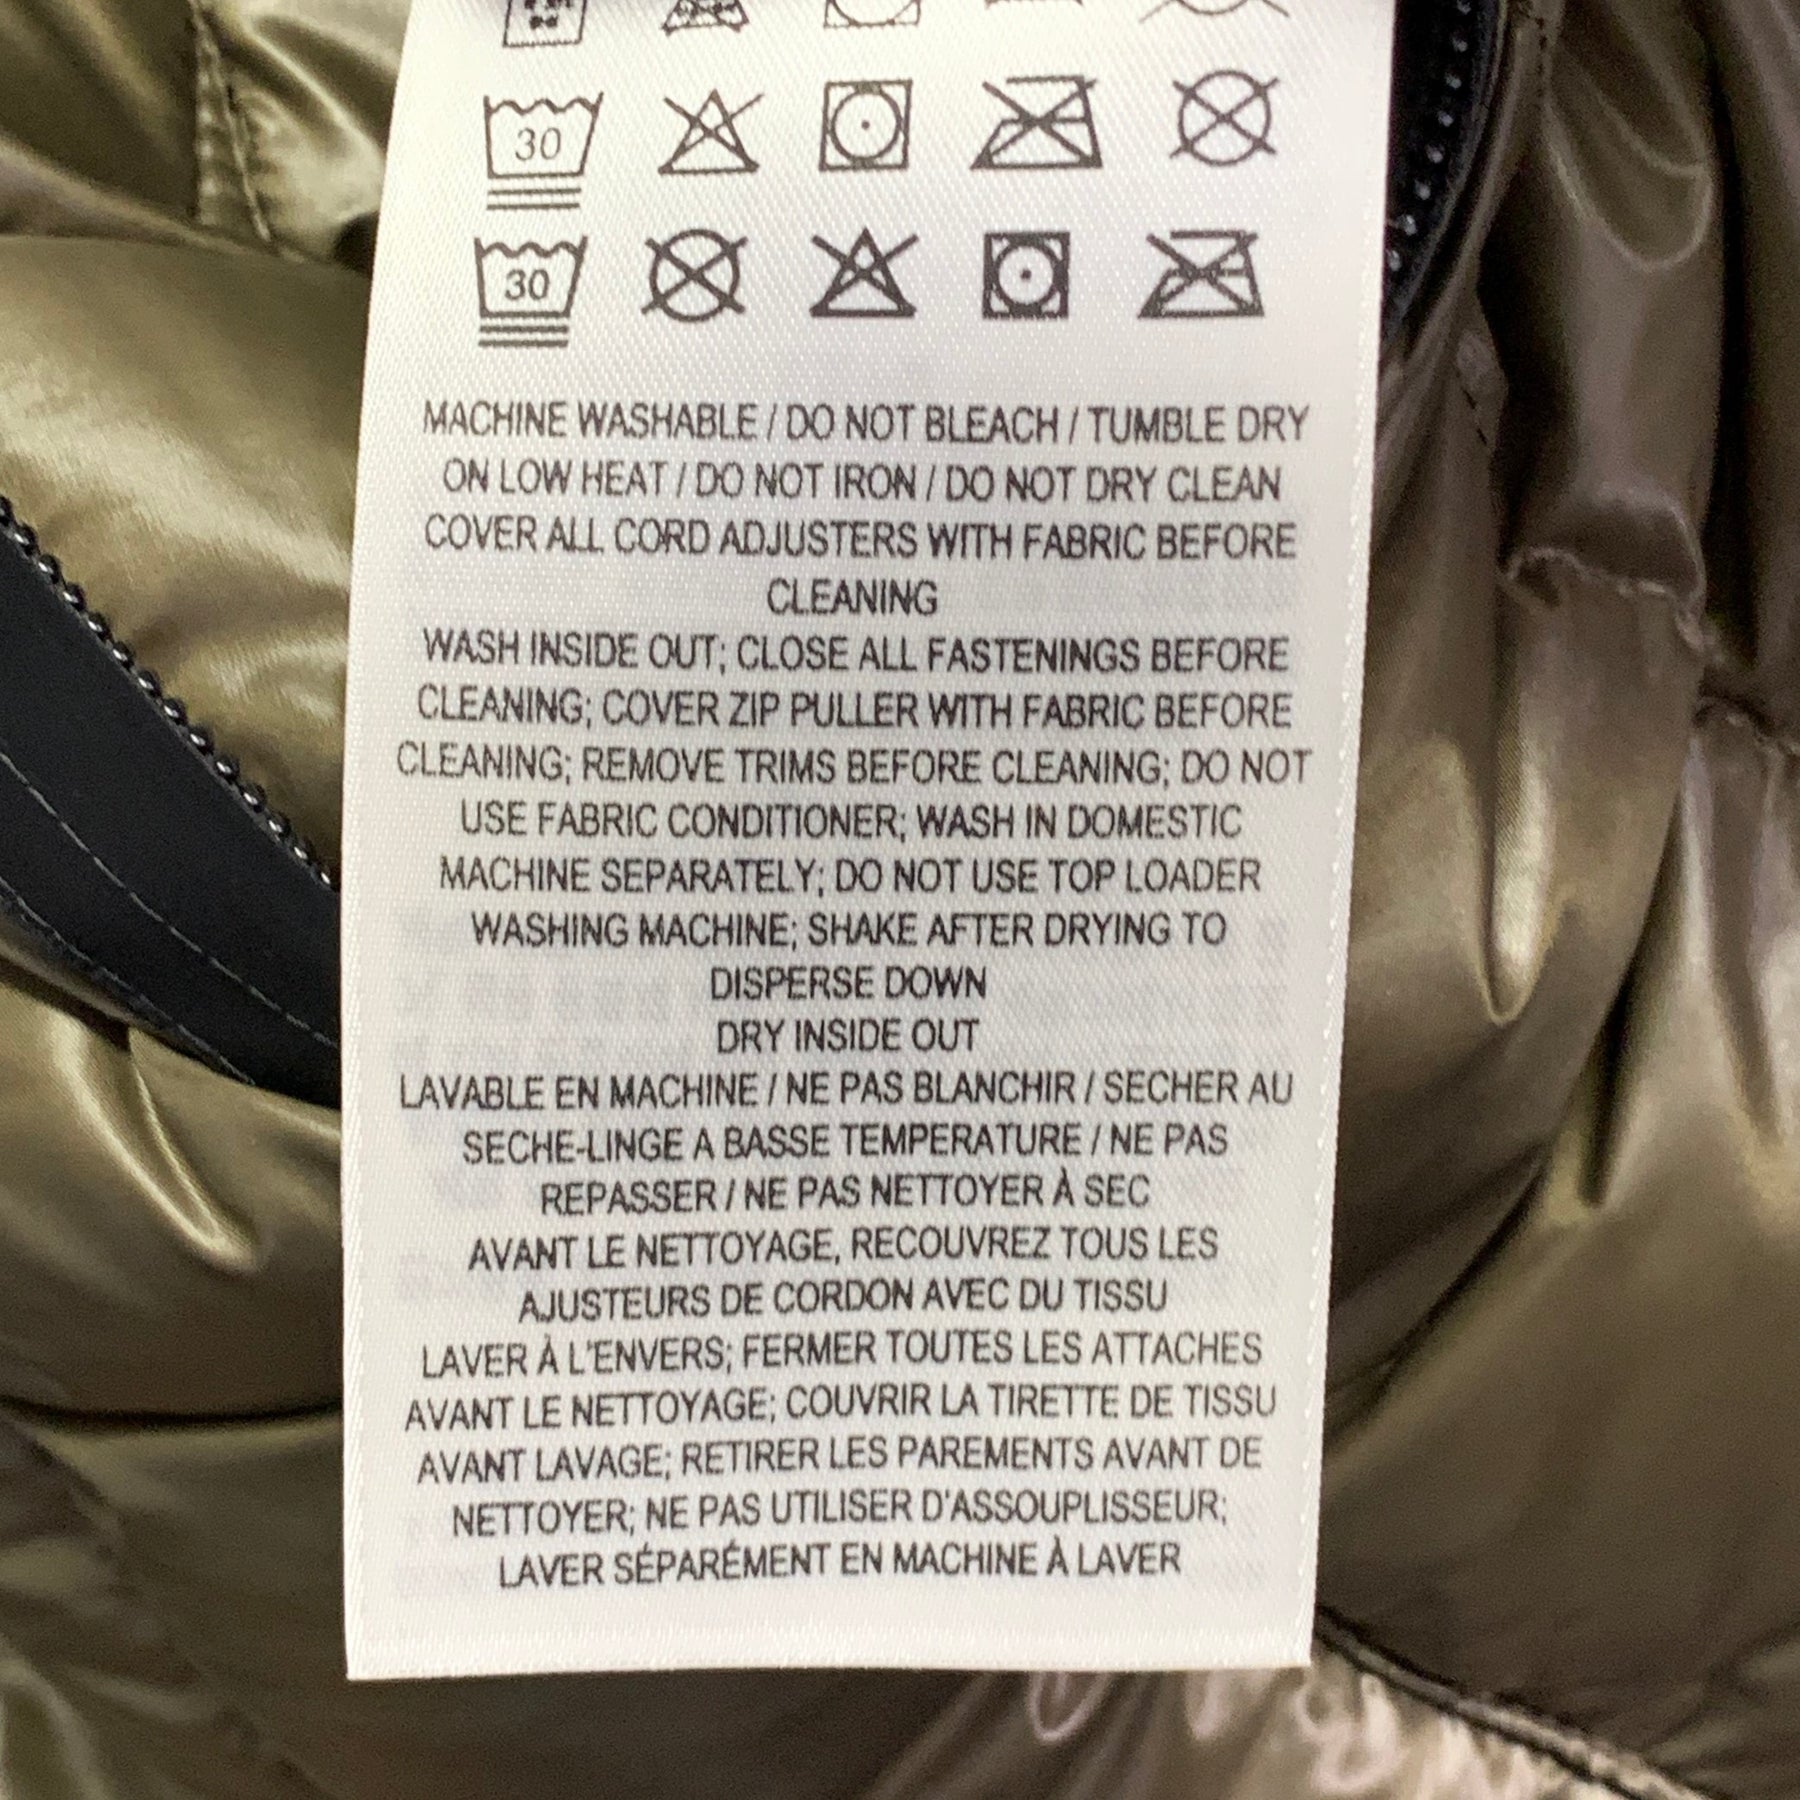 30
30
MACHINE WASHABLE / DO NOT BLEACH / TUMBLE DRY
ON LOW HEAT / DO NOT IRON / DO NOT DRY CLEAN
COVER ALL CORD ADJUSTERS WITH FABRIC BEFORE
CLEANING
WASH INSIDE OUT; CLOSE ALL FASTENINGS BEFORE
CLEANING; COVER ZIP PULLER WITH FABRIC BEFORE
CLEANING; REMOVE TRIMS BEFORE CLEANING; DO NOT
USE FABRIC CONDITIONER; WASH IN DOMESTIC
MACHINE SEPARATELY; DO NOT USE TOP LOADER
WASHING MACHINE; SHAKE AFTER DRYING TO
DISPERSE DOWN
DRY INSIDE OUT
LAVABLE EN MACHINE / NE PAS BLANCHIR / SECHER AU
SECHE-LINGE A BASSE TEMPERATURE / NE PAS
REPASSER / NE PAS NETTOYER À SEC
AVANT LE NETTOYAGE, RECOUVREZ TOUS LES
AJUSTEURS DE CORDON AVEC DU TISSU
LAVER À L'ENVERS; FERMER TOUTES LES ATTACHES
AVANT LE NETTOYAGE; COUVRIR LA TIRETTE DE TISSU
AVANT LAVAGE; RETIRER LES PAREMENTS AVANT DE
NETTOYER; NE PAS UTILISER D'ASSOUPLISSEUR;
LAVER SÉPARÉMENT EN MACHINE À LAVER